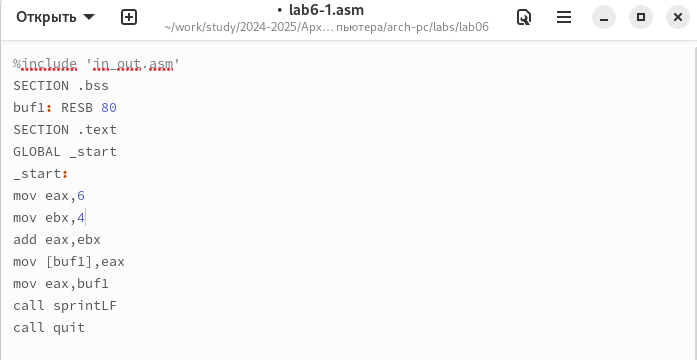 Открыть
• lab6-1.asm
~/work/study/2024-2025/Арх… пьютера/arch-pc/labs/lab06
%include 'in_out.asm'
SECTION .bss
buf1: RESB 80
SECTION .text
GLOBAL _start
_start:
mov eax,6
mov ebx,4
add eax,ebx
mov [buf1],eax
mov eax,buf1
call sprintLF
call quit